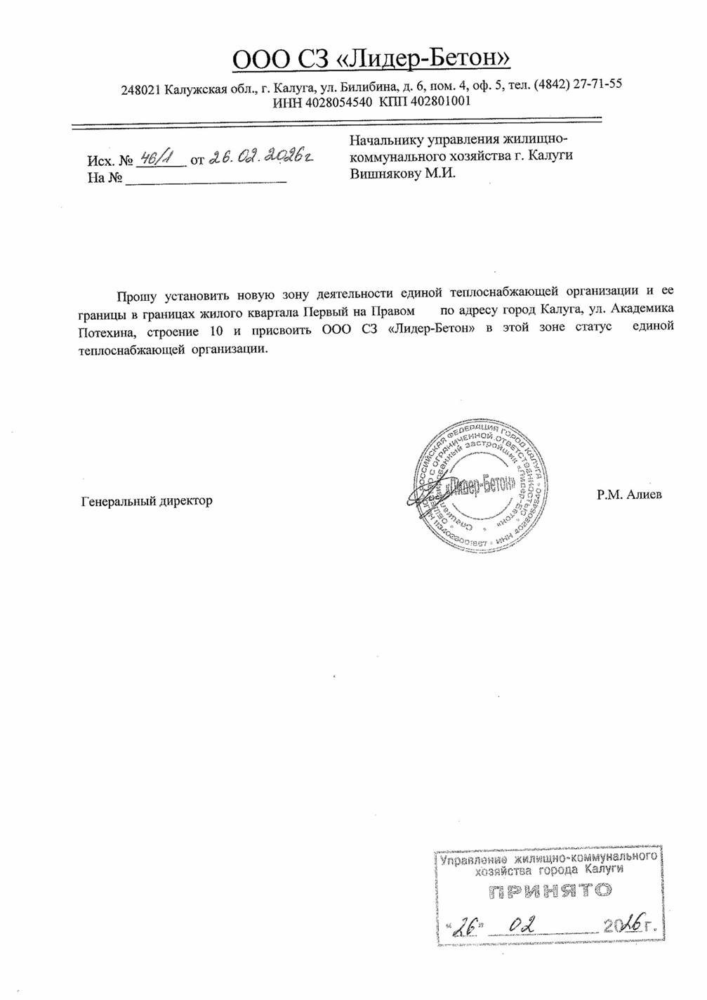 ООО СЗ «Лидер-Бетон»
248021 Калужская обл., г. Калуга, ул. Билибина, д. 6, пом. 4, оф. 5, тел. (4842) 27-71-55
ИНН 4028054540 КПП 402801001
Исх. № 46/1 от 26.02.2026г
На №
Начальнику управления жилищно-
коммунального хозяйства г. Калуги
Вишнякову М.И.
Прошу установить новую зону деятельности единой теплоснабжающей организации и ее
границы в границах жилого квартала Первый на Правом по адресу город Калуга, ул. Академика
Потехина, строение 10 и присвоить ООО СЗ «Лидер-Бетон» в этой зоне статус единой
теплоснабжающей организации.
Генеральный директор
РОССИЙСКАЯ ФЕДЕРАЦИЯ ГОРОД КАЛУГА
ИНН 4028054540
ОБЩЕСТВО С ОГРАНИЧЕННОЙ ОТВЕТСТВЕННОСТЬЮ
Специализированный застройщик «Лидер-Бетон»
«Лидер-Бетон»
Р.М. Алиев
Управление жилищно-коммунального
хозяйства города Калуги
ПРИНЯТО
"26" 02 2026 г.